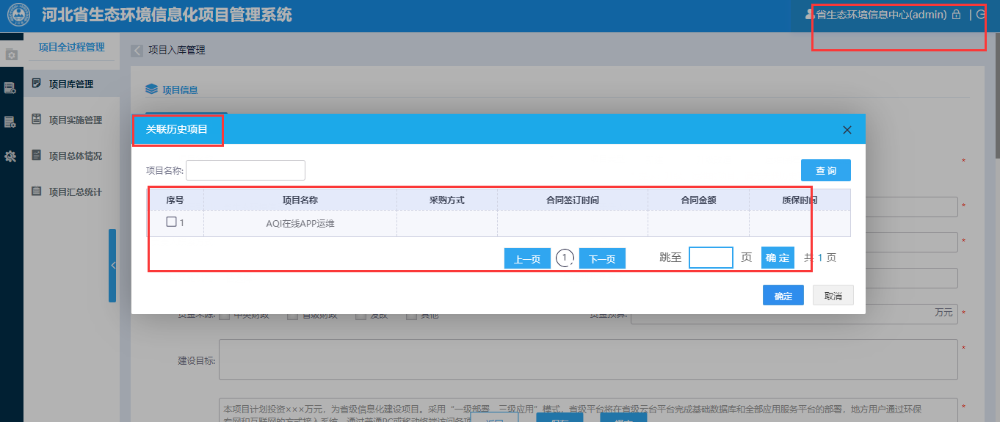 河北省生态环境信息化项目管理系统
省生态环境信息中心(admin) |
项目全过程管理
项目入库管理
项目库管理
项目信息
项目实施管理
项目总体情况
项目汇总统计
关联历史项目
项目名称:
查 询
序号 项目名称 采购方式 合同签订时间 合同金额 质保时间
1 AQI在线APP运维
上一页 1 下一页 跳至 页 确 定 共 1 页
确定 取消
资金来源: 中央财政 省级财政 发改 其他 资金预算: 万元 *
建设目标: *
本项目计划投资×××万元，为省级信息化建设项目。采用“一级部署、三级应用”模式，省级平台将在省级云台平台完成基础数据库和全部应用服务平台的部署，地方用户通过环保
专网和互联网的方式接入系统，通过普通PC或移动终端访问各项
返回 保存 提交